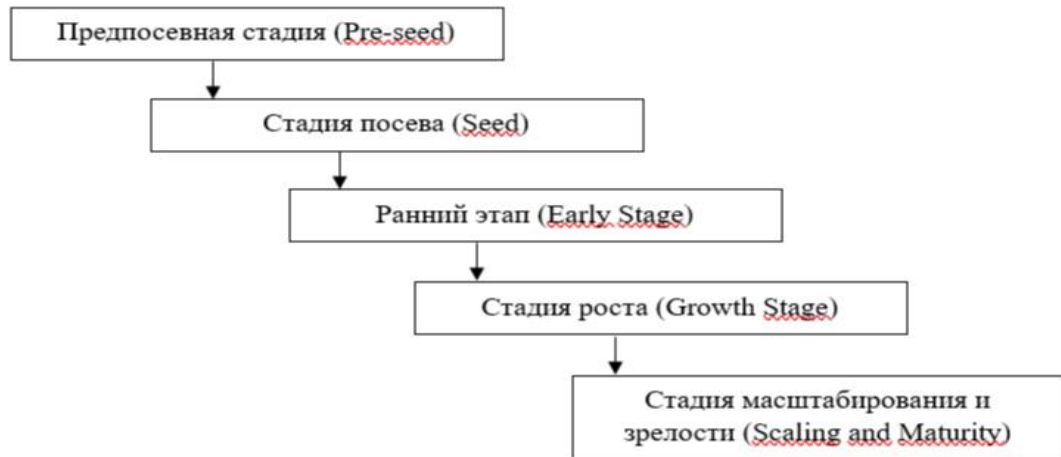 Предпосевная стадия (Pre-seed)
Стадия посева (Seed)
Ранний этап (Early Stage)
Стадия роста (Growth Stage)
Стадия масштабирования и
зрелости (Scaling and Maturity)